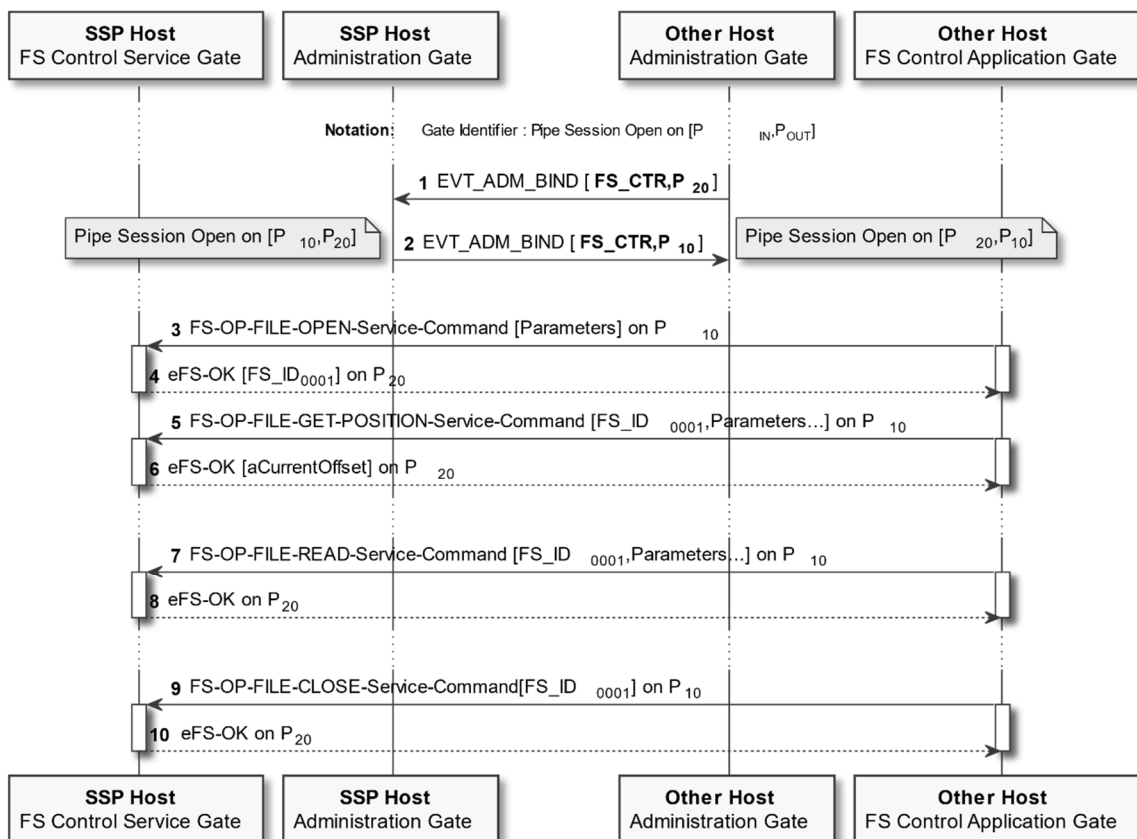 SSP Host
FS Control Service Gate
SSP Host
Administration Gate
Other Host
Administration Gate
Other Host
FS Control Application Gate
Notation: Gate Identifier : Pipe Session Open on [P IN,POUT]
1 EVT_ADM_BIND [ FS_CTR,P 20 ]
Pipe Session Open on [P 10,P20]
2 EVT_ADM_BIND [ FS_CTR,P 10 ]
Pipe Session Open on [P 20,P10]
3 FS-OP-FILE-OPEN-Service-Command [Parameters] on P 10
4 eFS-OK [FS_ID0001] on P20
5 FS-OP-FILE-GET-POSITION-Service-Command [FS_ID 0001,Parameters...] on P 10
6 eFS-OK [aCurrentOffset] on P 20
7 FS-OP-FILE-READ-Service-Command [FS_ID 0001,Parameters...] on P 10
8 eFS-OK on P20
9 FS-OP-FILE-CLOSE-Service-Command[FS_ID 0001] on P10
10 eFS-OK on P20
SSP Host
FS Control Service Gate
SSP Host
Administration Gate
Other Host
Administration Gate
Other Host
FS Control Application Gate